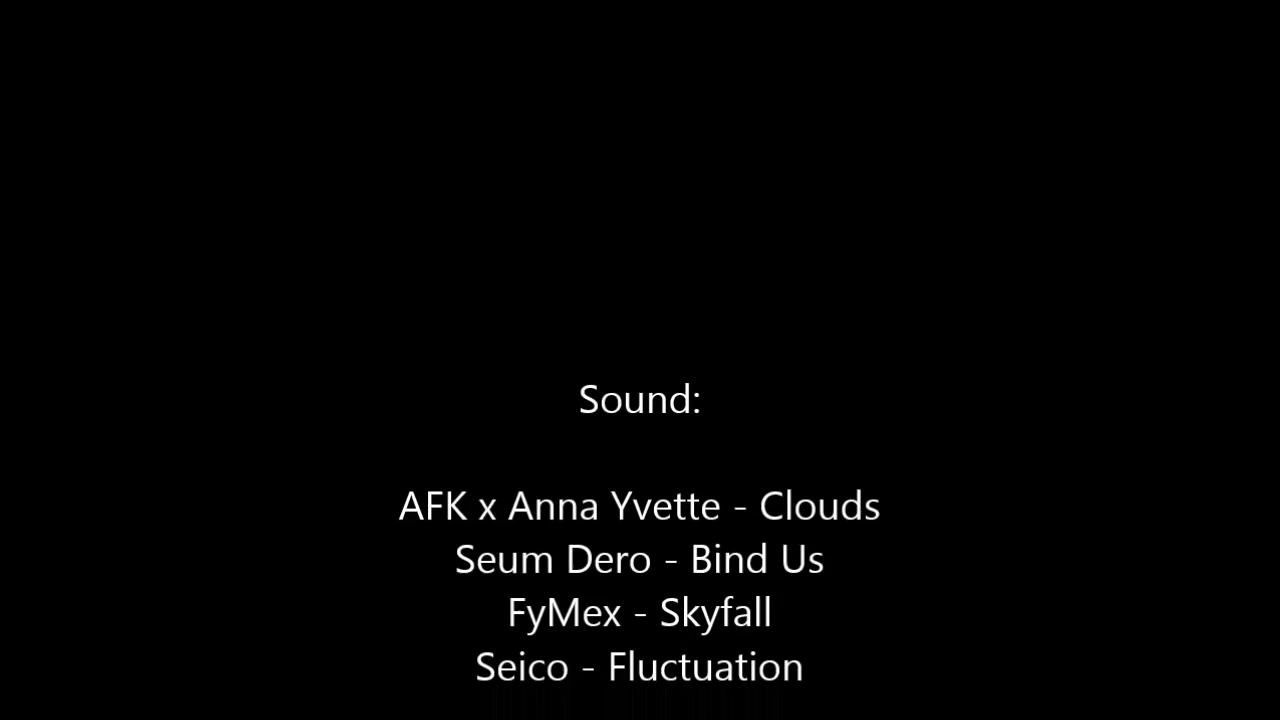 Sound:
AFK x Anna Yvette - Clouds
Seum Dero - Bind Us
FyMex - Skyfall
Seico - Fluctuation